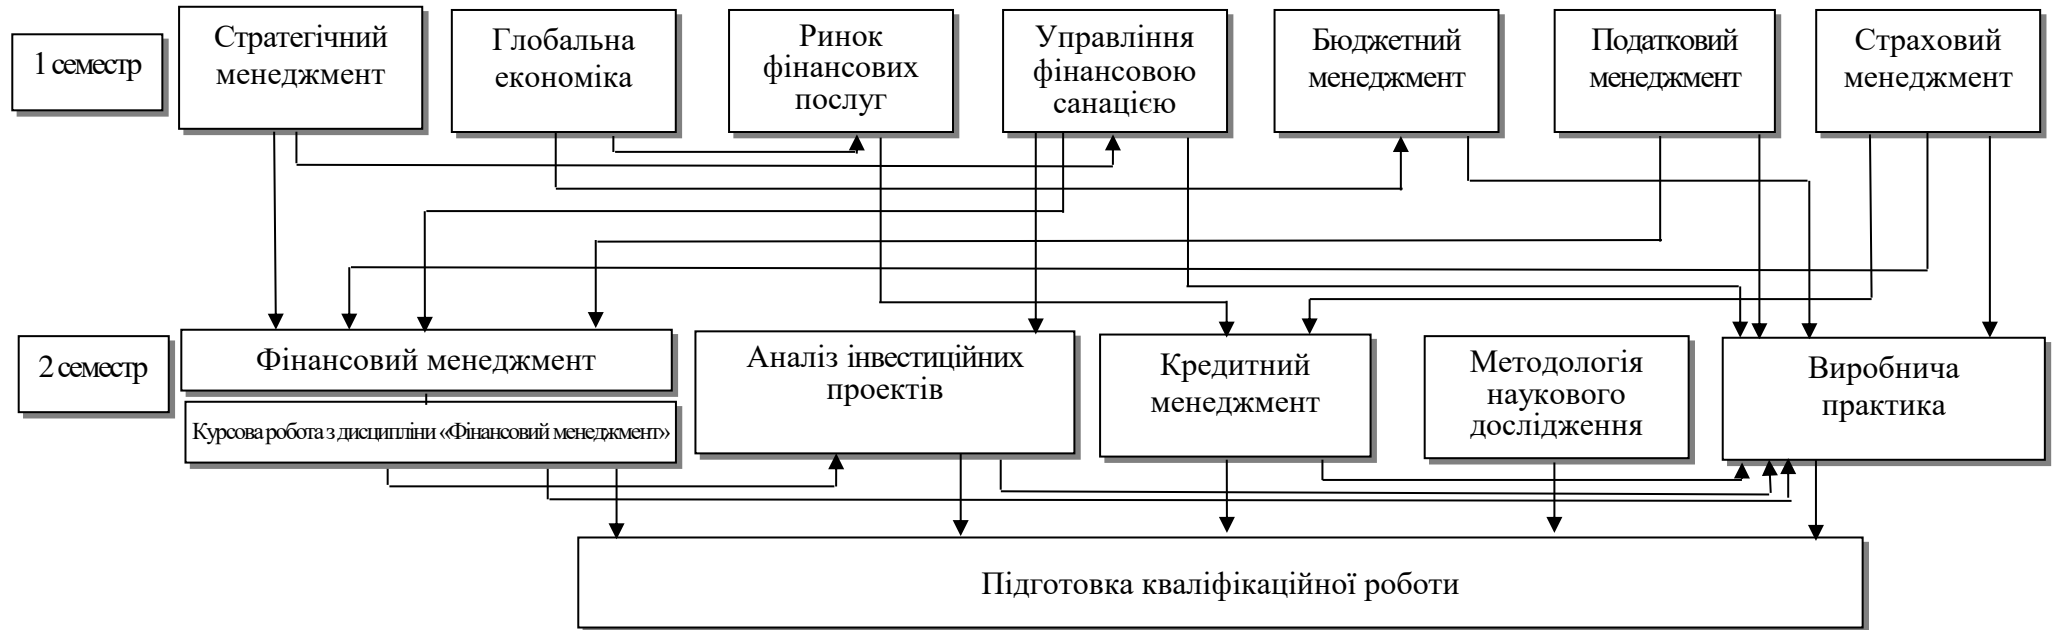 1 семестр
Стратегічний
менеджмент
Глобальна
економіка
Ринок
фінансових
послуг
Управління
фінансовою
санацією
Бюджетний
менеджмент
Податковий
менеджмент
Страховий
менеджмент
2 семестр
Фінансовий менеджмент
Курсова робота з дисципліни «Фінансовий менеджмент»
Аналіз інвестиційних
проектів
Кредитний
менеджмент
Методологія
наукового
дослідження
Виробнича
практика
Підготовка кваліфікаційної роботи